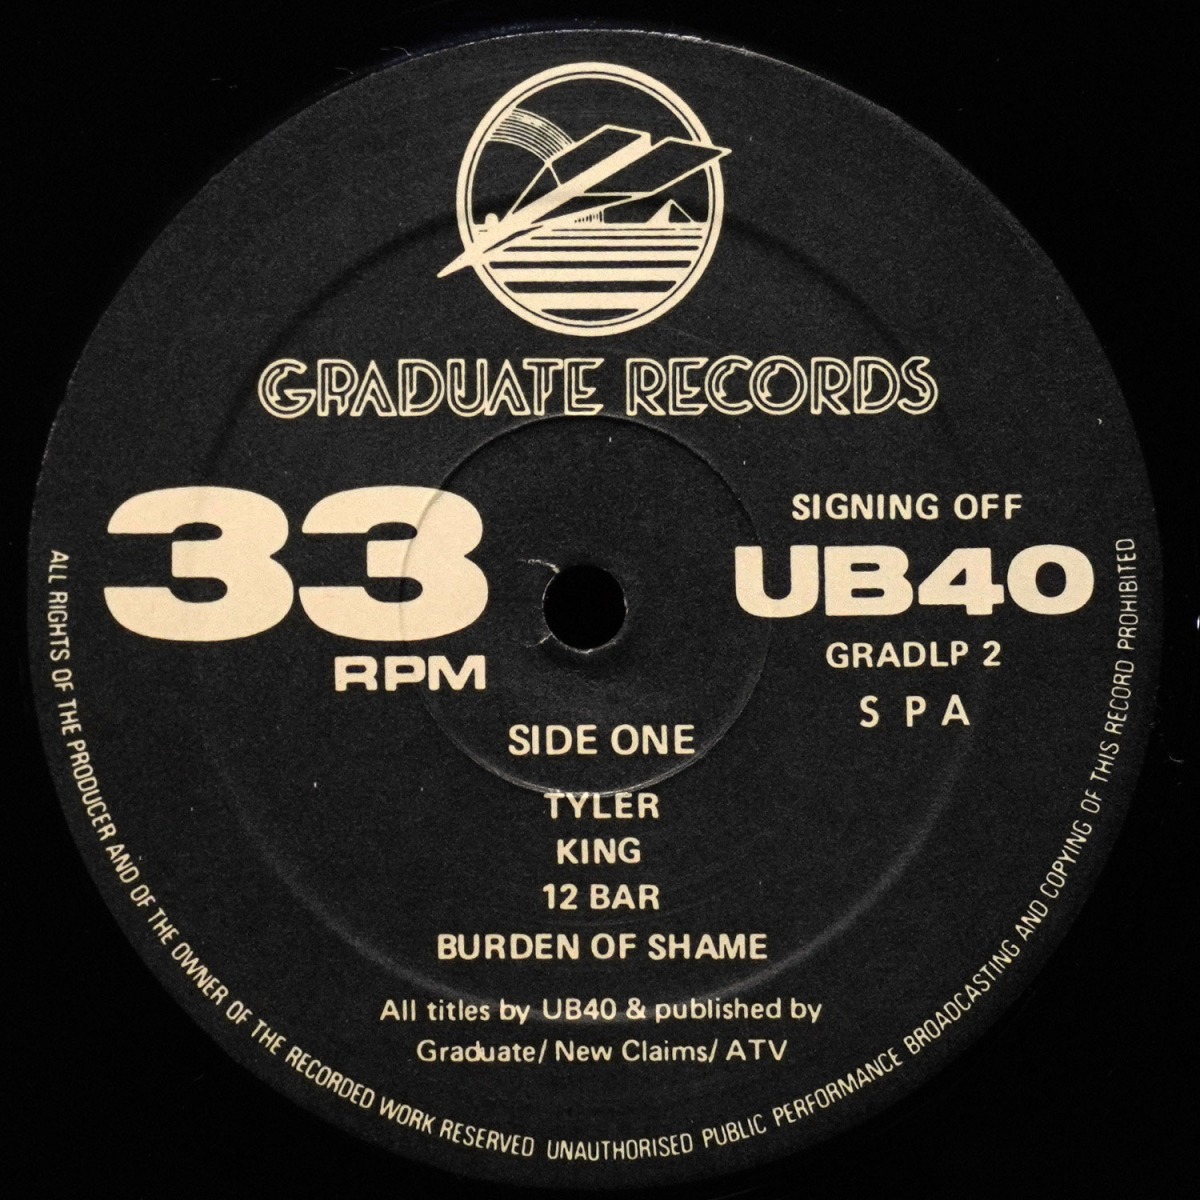 GRADUATE RECORDS
33
RPM
SIGNING OFF
UB40
GRADLP 2
S P A
SIDE ONE
TYLER
KING
12 BAR
BURDEN OF SHAME
All titles by UB40 & published by
Graduate/ New Claims/ ATV
ALL RIGHTS OF THE PRODUCER AND OF THE OWNER OF THE RECORDED WORK RESERVED UNAUTHORISED PUBLIC PERFORMANCE BROADCASTING AND COPYING OF THIS RECORD PROHIBITED